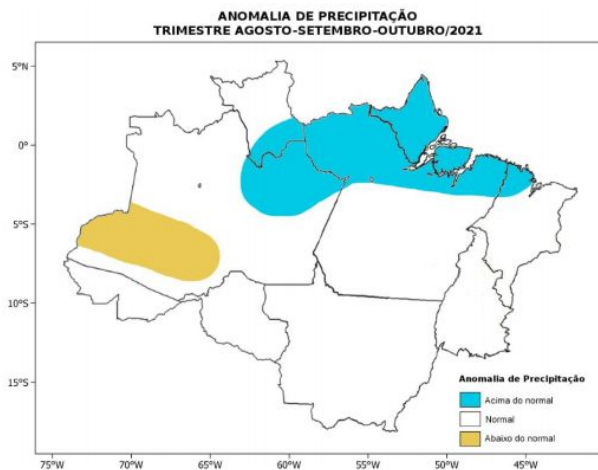 ANOMALIA DE PRECIPITAÇÃO
TRIMESTRE AGOSTO-SETEMBRO-OUTUBRO/2021
5°N
0°
5°S
10°S
15°S
75°W 70°W 65°W 60°W 55°W 50°W 45°W
Anomalia de Precipitação
Acima do normal
Normal
Abaixo do normal